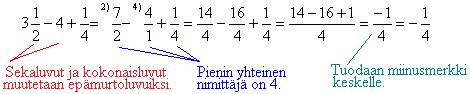 3 1/2 - 4 + 1/4 = 2) 7/2 - 4) 4/1 + 1/4 = 14/4 - 16/4 + 1/4 = (14 - 16 + 1)/4 = -1/4 = - 1/4
Sekaluvut ja kokonaisluvut
muutetaan epämurtoluvuiksi.
Pienin yhteinen
nimittäjä on 4.
Tuodaan miinusmerkki
keskelle.